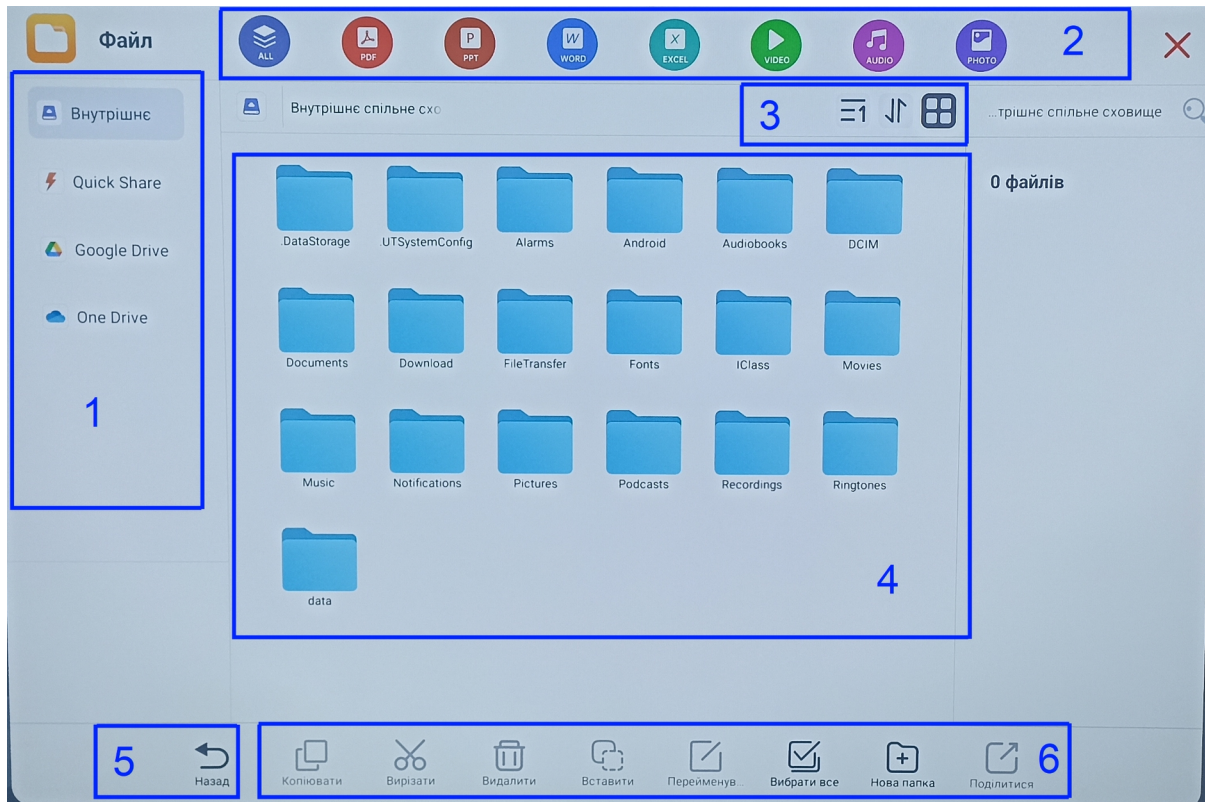 Файл
ALL
PDF
P
PPT
W
WORD
X
EXCEL
VIDEO
AUDIO
PHOTO
2
Внутрішнє
Quick Share
Google Drive
One Drive
1
Внутрішнє спільне схо
3
1
...трішнє спільне сховище
0 файлів
.DataStorage
.UTSystemConfig
Alarms
Android
Audiobooks
DCIM
Documents
Download
FileTransfer
Fonts
IClass
Movies
Music
Notifications
Pictures
Podcasts
Recordings
Ringtones
data
4
5
Назад
Копіювати
Вирізати
Видалити
Вставити
Перейменув...
Вибрати все
Нова папка
Поділитися
6